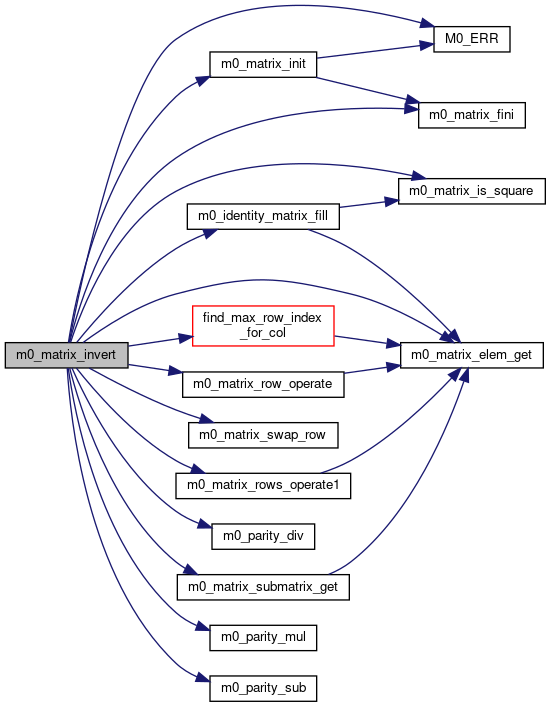 M0_ERR
m0_matrix_init
m0_matrix_fini
m0_matrix_is_square
m0_identity_matrix_fill
find_max_row_index
_for_col
m0_matrix_invert
m0_matrix_elem_get
m0_matrix_row_operate
m0_matrix_swap_row
m0_matrix_rows_operate1
m0_parity_div
m0_matrix_submatrix_get
m0_parity_mul
m0_parity_sub